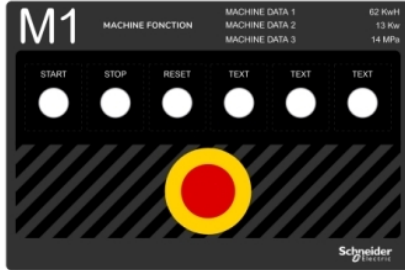 M1
MACHINE FONCTION
MACHINE DATA 1 62 KwH
MACHINE DATA 2 13 Kw
MACHINE DATA 3 14 MPa
START STOP RESET TEXT TEXT TEXT
Schneider
Electric